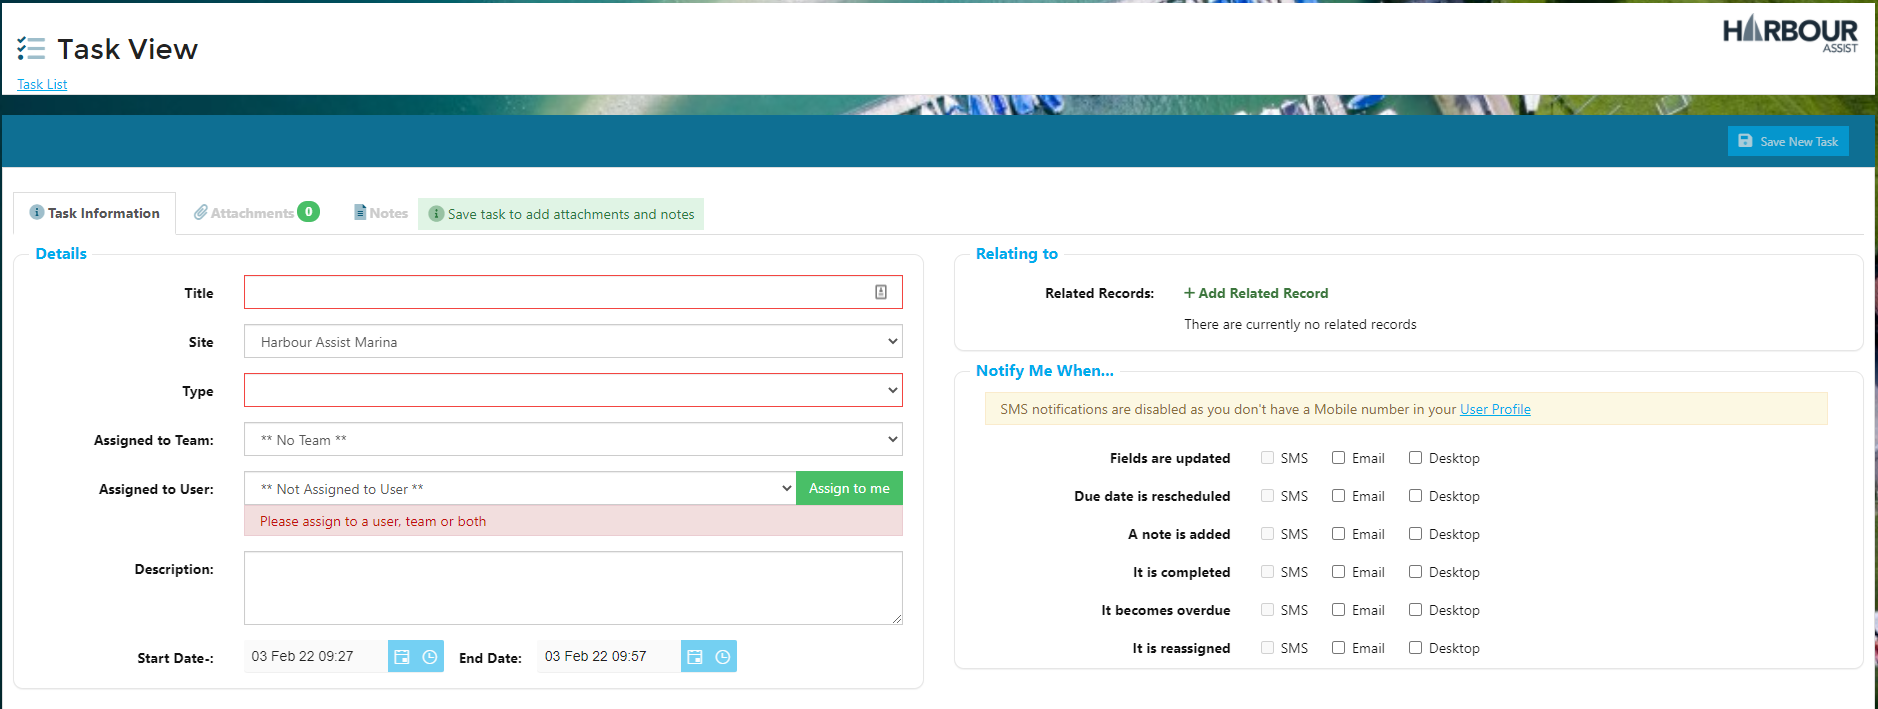 Task View
HARBOUR
ASSIST
Task List
Save New Task
Task Information
Attachments 0
Notes
Save task to add attachments and notes
Details
Title
Site Harbour Assist Marina
Type
Assigned to Team: ** No Team **
Assigned to User: ** Not Assigned to User ** Assign to me
Please assign to a user, team or both
Description:
Start Date-: 03 Feb 22 09:27 End Date: 03 Feb 22 09:57
Relating to
Related Records: + Add Related Record
There are currently no related records
Notify Me When...
SMS notifications are disabled as you don't have a Mobile number in your User Profile
Fields are updated SMS Email Desktop
Due date is rescheduled SMS Email Desktop
A note is added SMS Email Desktop
It is completed SMS Email Desktop
It becomes overdue SMS Email Desktop
It is reassigned SMS Email Desktop